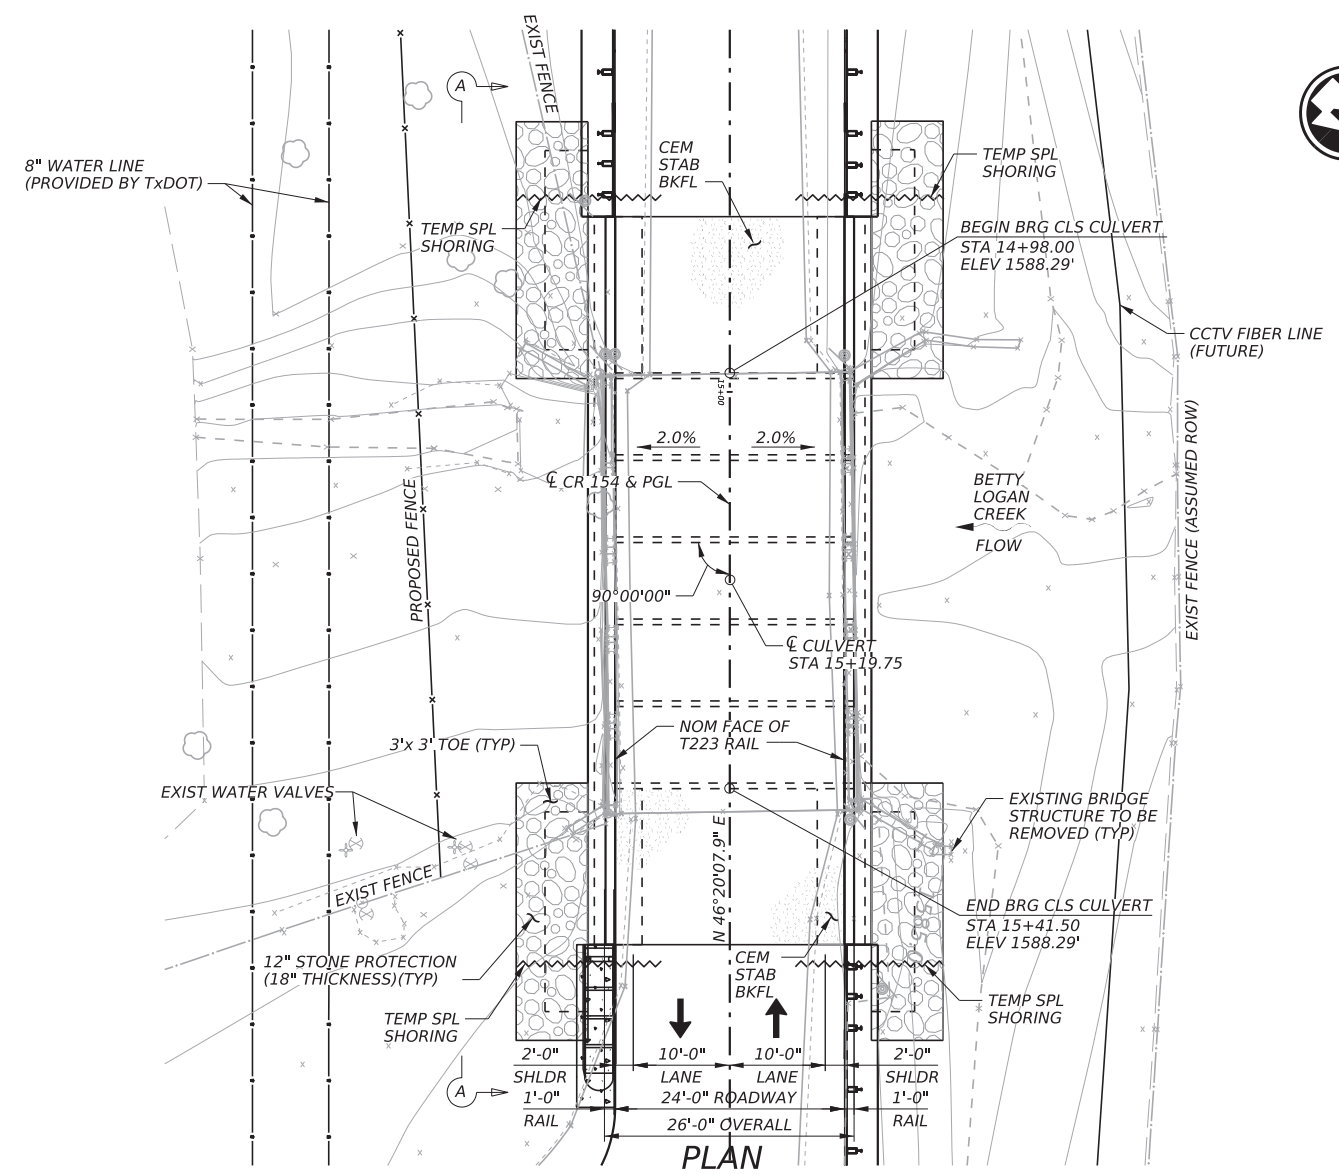 EXIST FENCE
A
8" WATER LINE
(PROVIDED BY TxDOT)
CEM
STAB
BKFL
TEMP SPL
SHORING
TEMP SPL
SHORING
BEGIN BRG CLS CULVERT
STA 14+98.00
ELEV 1588.29'
CCTV FIBER LINE
(FUTURE)
15+00
2.0%
2.0%
℄ CR 154 & PGL
PROPOSED FENCE
BETTY
LOGAN
CREEK
FLOW
EXIST FENCE (ASSUMED ROW)
90°00'00"
℄ CULVERT
STA 15+19.75
NOM FACE OF
T223 RAIL
3'x 3' TOE (TYP)
EXIST WATER VALVES
EXISTING BRIDGE
STRUCTURE TO BE
REMOVED (TYP)
EXIST FENCE
N 46°20'07.9" E
END BRG CLS CULVERT
STA 15+41.50
ELEV 1588.29'
12" STONE PROTECTION
(18" THICKNESS)(TYP)
CEM
STAB
BKFL
TEMP SPL
SHORING
TEMP SPL
SHORING
2'-0"
SHLDR
10'-0"
LANE
10'-0"
LANE
2'-0"
SHLDR
A
1'-0"
RAIL
24'-0" ROADWAY
1'-0"
RAIL
26'-0" OVERALL
PLAN